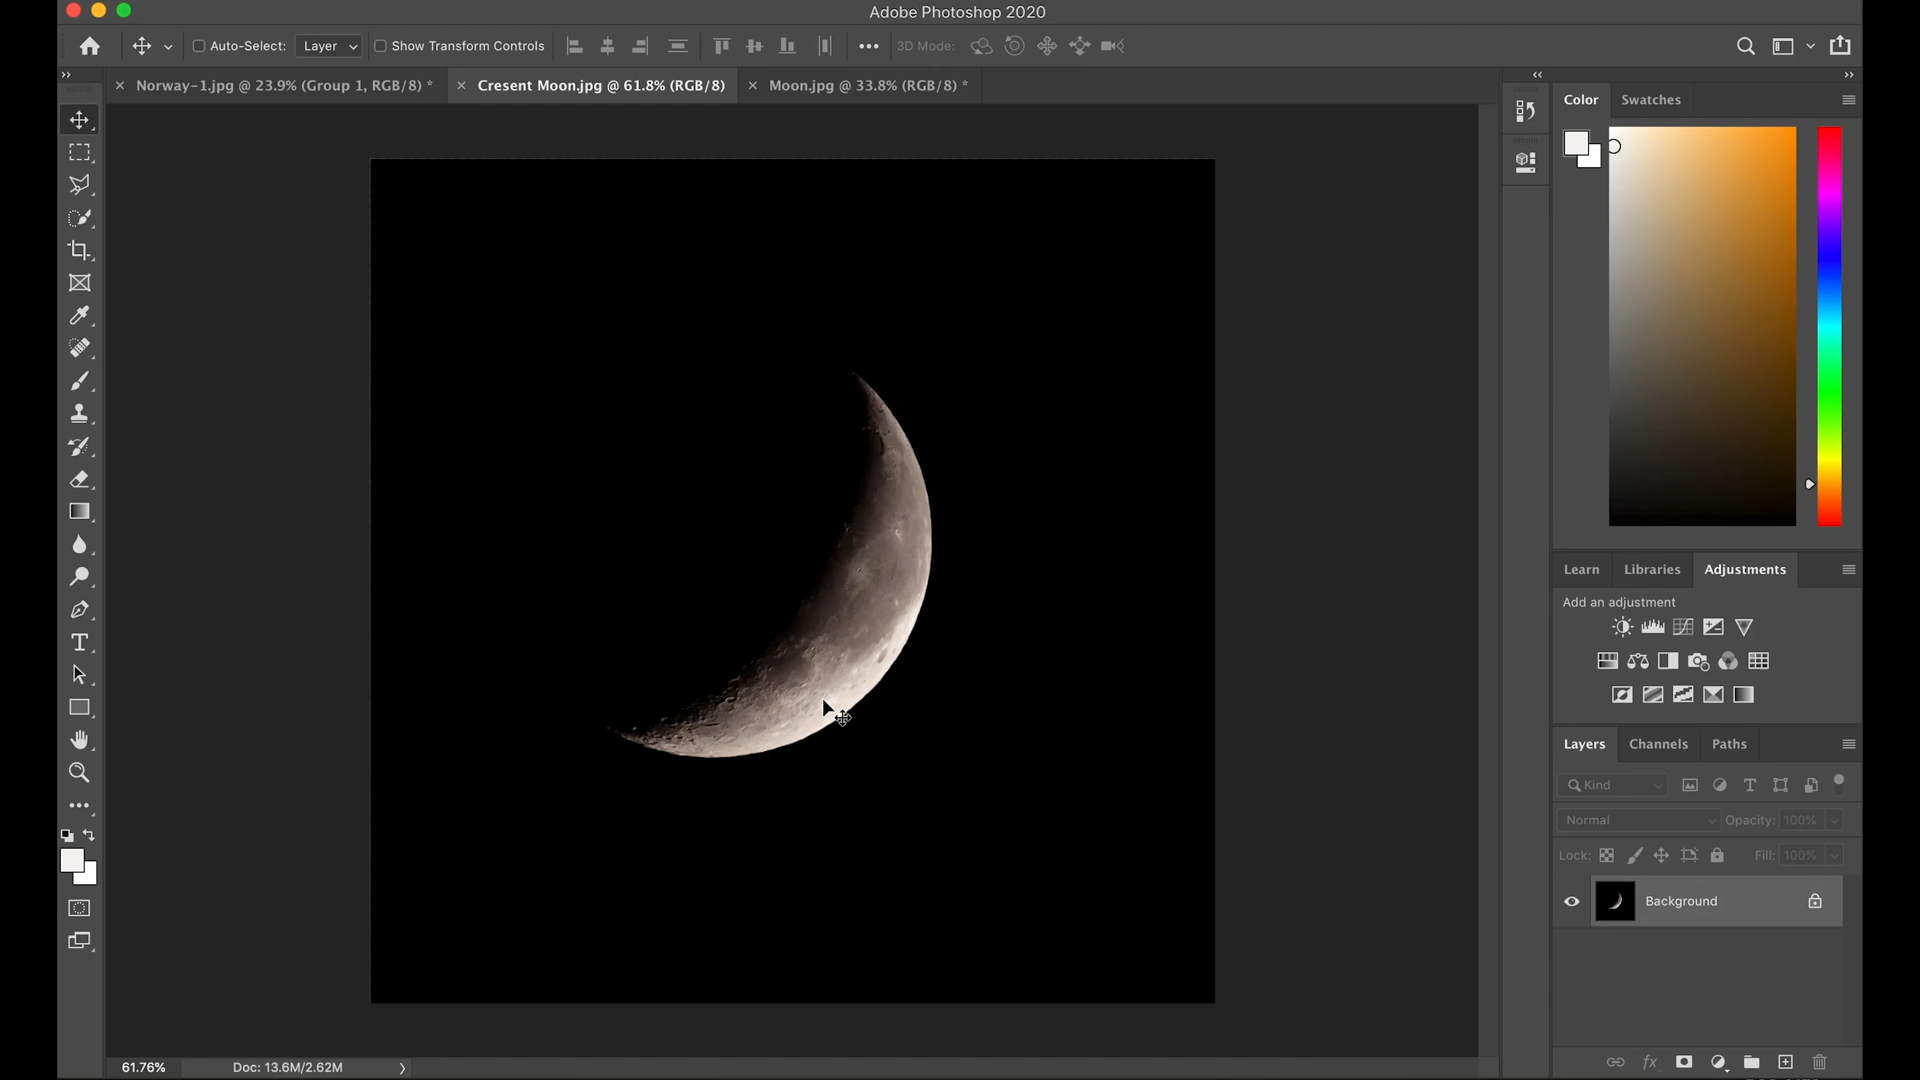 Adobe Photoshop 2020
Auto-Select: Layer Show Transform Controls 3D Mode:
Norway-1.jpg @ 23.9% (Group 1, RGB/8) * Cresent Moon.jpg @ 61.8% (RGB/8) Moon.jpg @ 33.8% (RGB/8) *
Color Swatches
Learn Libraries Adjustments
Add an adjustment
Layers Channels Paths
Kind
Normal Opacity: 100%
Lock: Fill: 100%
Background
61.76% Doc: 13.6M/2.62M